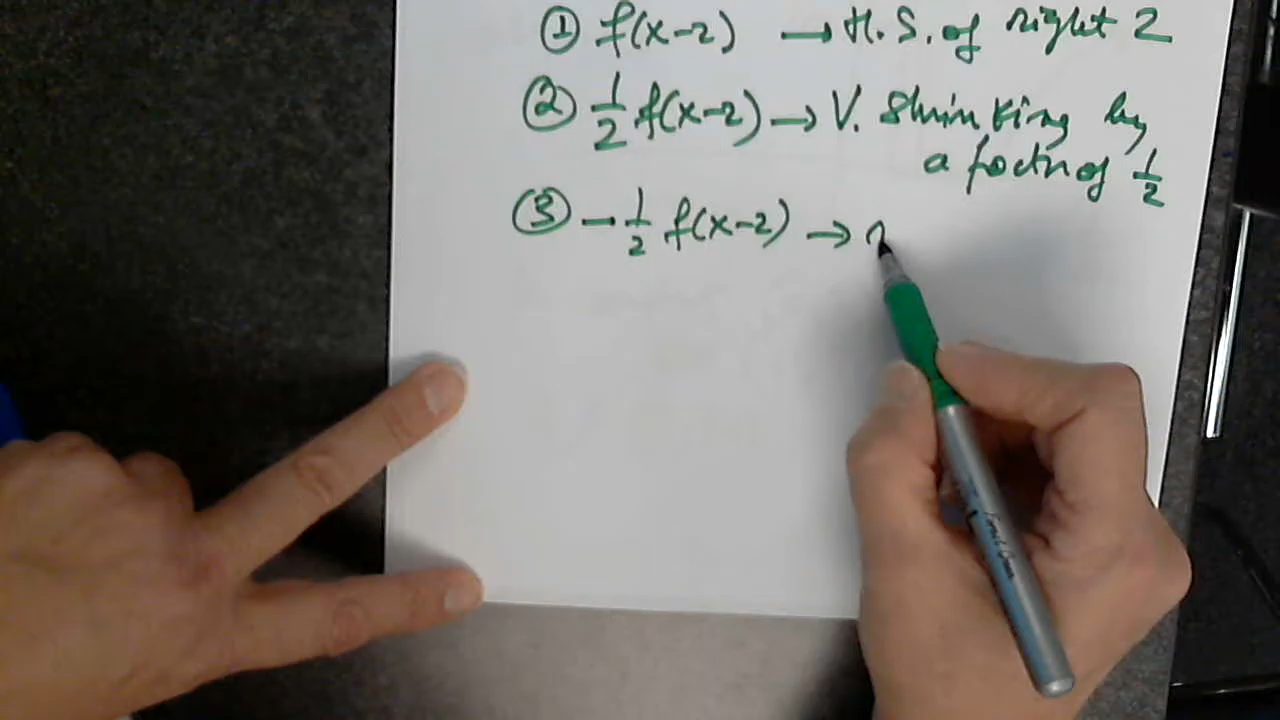 ① f(x-2) → H.S. of right 2
② 1/2 f(x-2) → V. Shrinking by
a factor of 1/2
③ -1/2 f(x-2) →